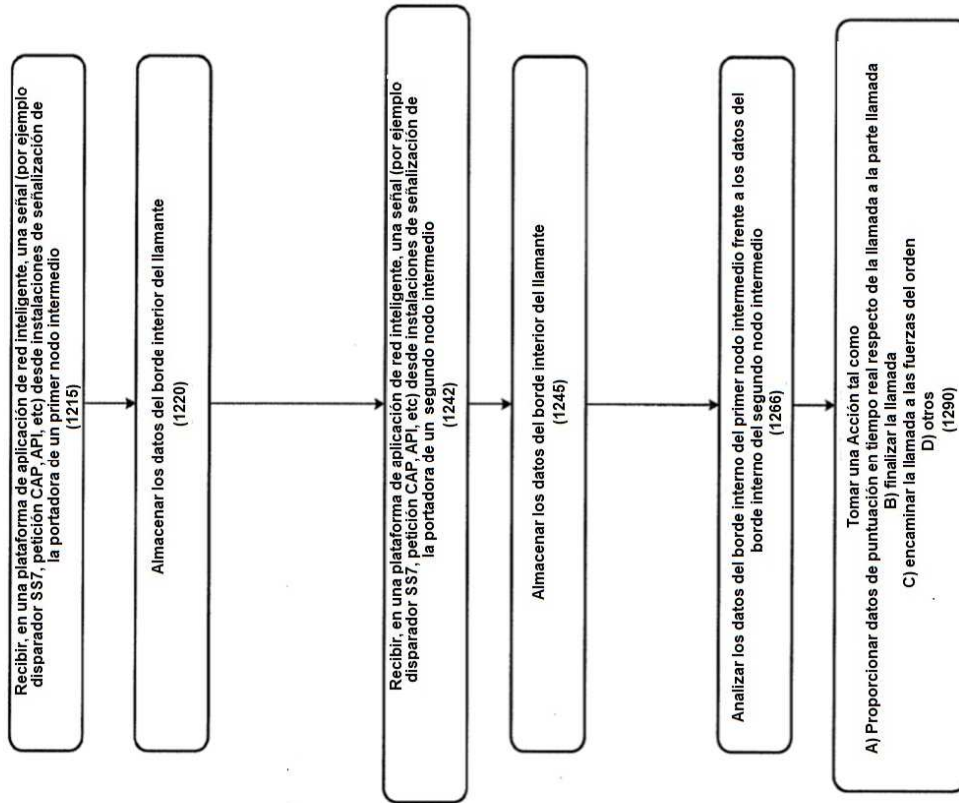 Recibir, en una plataforma de aplicación de red inteligente, una señal (por ejemplo
disparador SS7, petición CAP, API, etc) desde instalaciones de señalización de
la portadora de un primer nodo intermedio
(1215)
Almacenar los datos del borde interior del llamante
(1220)
Recibir, en una plataforma de aplicación de red inteligente, una señal (por ejemplo
disparador SS7, petición CAP, API, etc) desde instalaciones de señalización de
la portadora de un segundo nodo intermedio
(1242)
Almacenar los datos del borde interior del llamante
(1245)
Analizar los datos del borde interno del primer nodo intermedio frente a los datos del
borde interno del segundo nodo intermedio
(1266)
Tomar una Acción tal como
A) Proporcionar datos de puntuación en tiempo real respecto de la llamada a la parte llamada
B) finalizar la llamada
C) encaminar la llamada a las fuerzas del orden
D) otros
(1290)